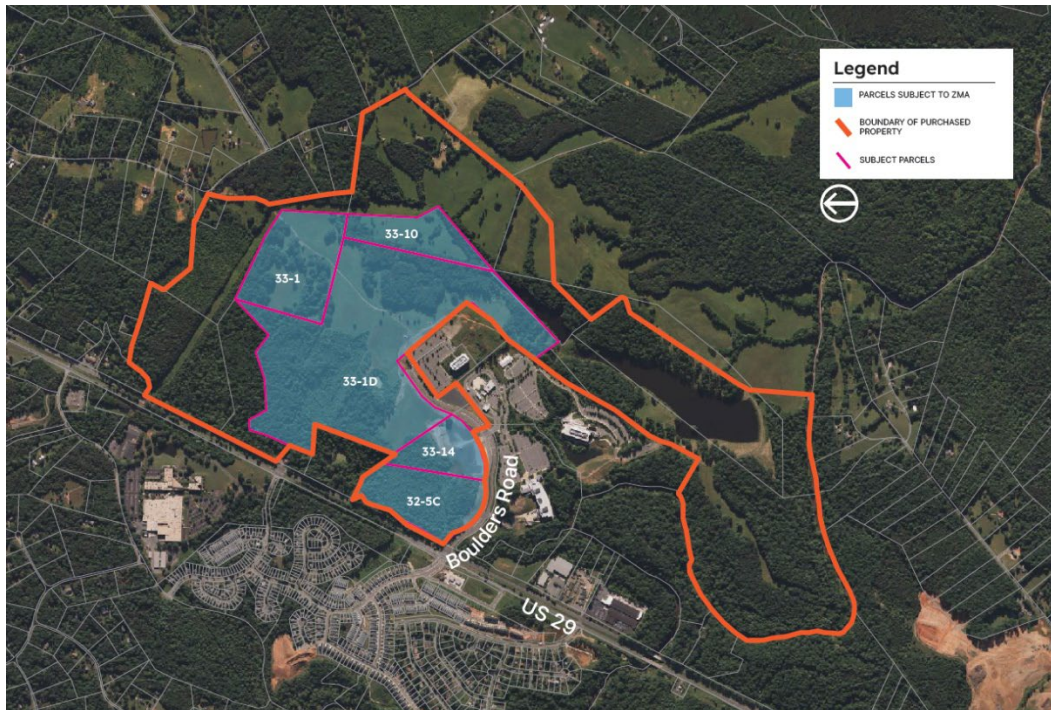 Legend
PARCELS SUBJECT TO ZMA
BOUNDARY OF PURCHASED
PROPERTY
SUBJECT PARCELS
33-10
33-1
33-1D
33-14
32-5C
Boulders Road
US 29